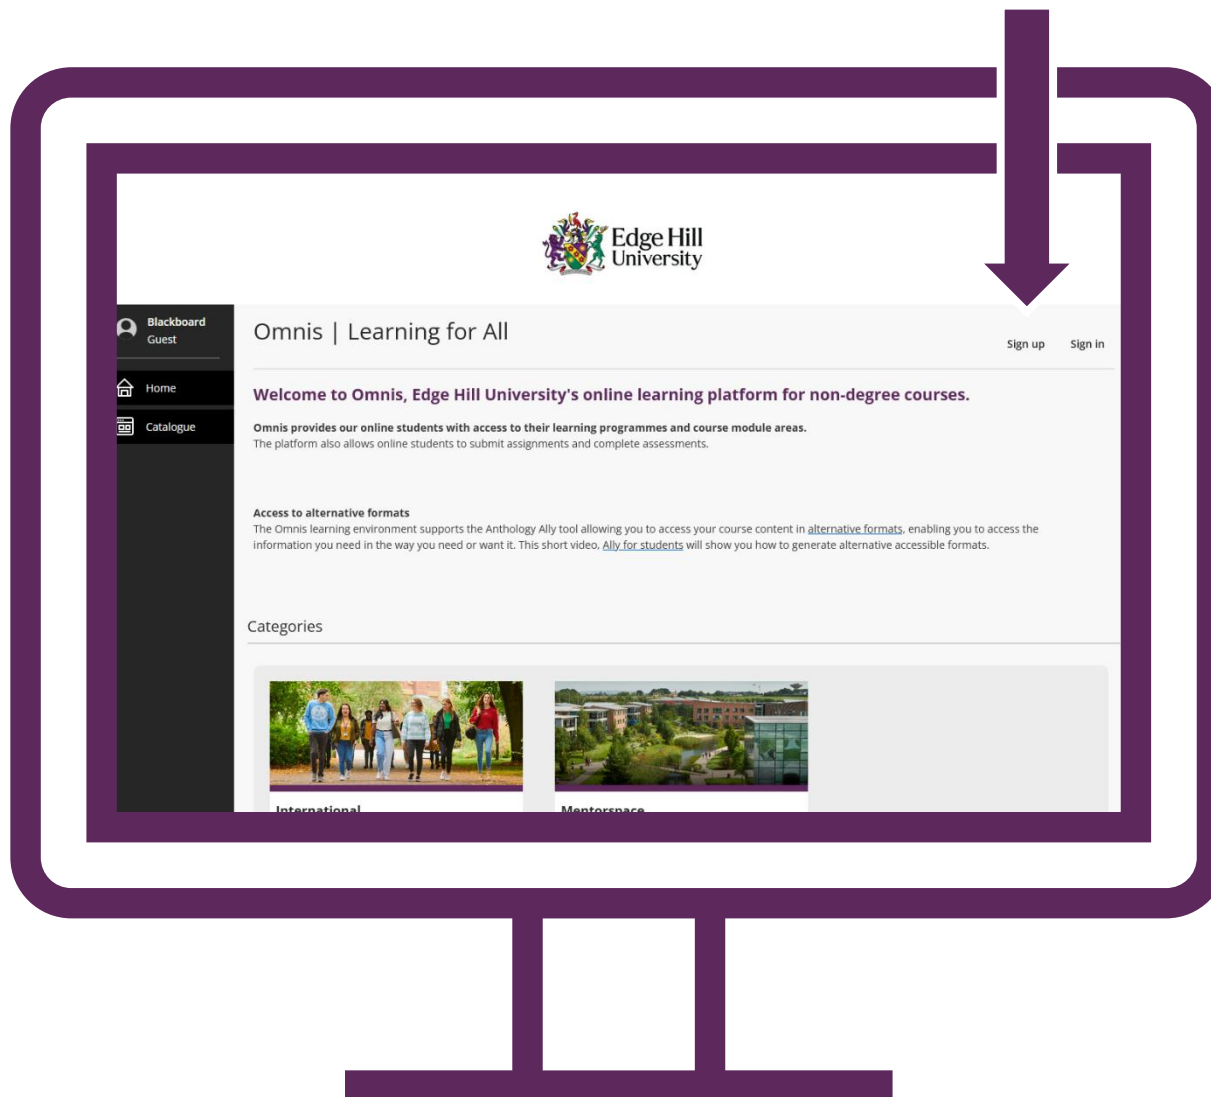 Edge Hill
University
Blackboard
Guest
Home
Catalogue
Omnis | Learning for All
Sign up Sign in
Welcome to Omnis, Edge Hill University's online learning platform for non-degree courses.
Omnis provides our online students with access to their learning programmes and course module areas.
The platform also allows online students to submit assignments and complete assessments.
Access to alternative formats
The Omnis learning environment supports the Anthology Ally tool allowing you to access your course content in alternative formats, enabling you to access the
information you need in the way you need or want it. This short video, Ally for students will show you how to generate alternative accessible formats.
Categories
International
Mentorspace